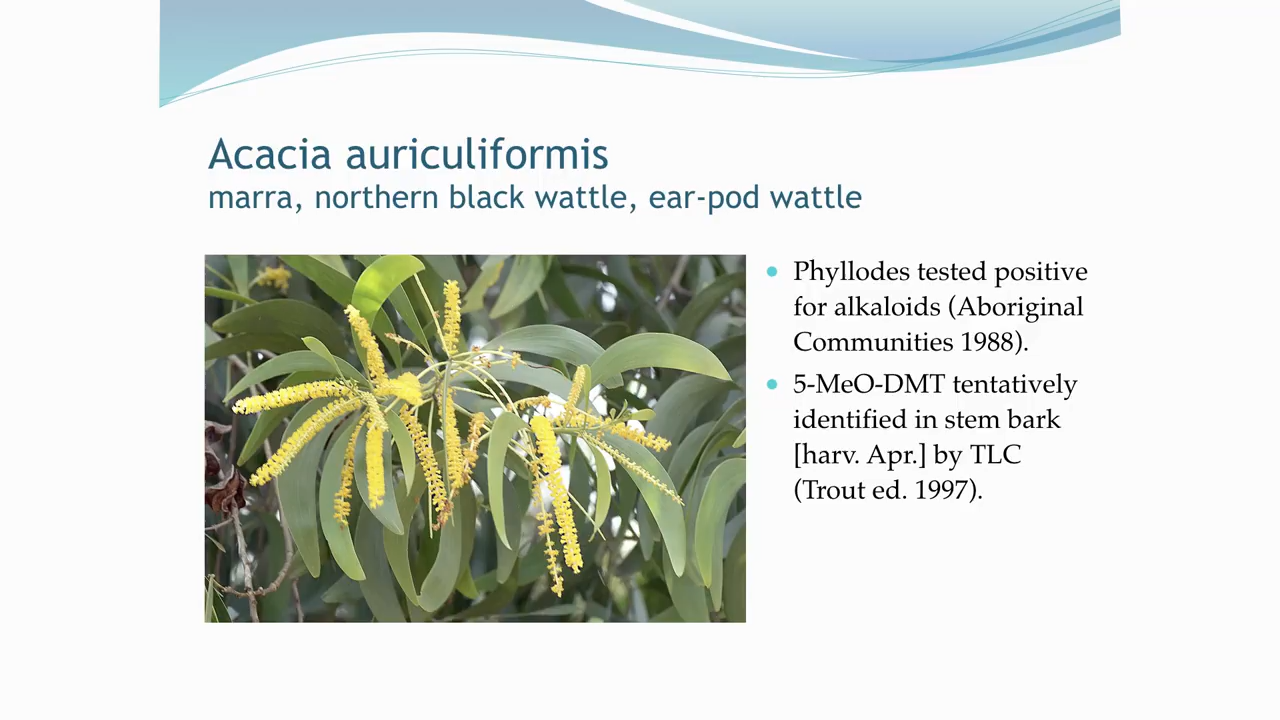 Acacia auriculiformis
marra, northern black wattle, ear-pod wattle
• Phyllodes tested positive
for alkaloids (Aboriginal
Communities 1988).
• 5-MeO-DMT tentatively
identified in stem bark
[harv. Apr.] by TLC
(Trout ed. 1997).